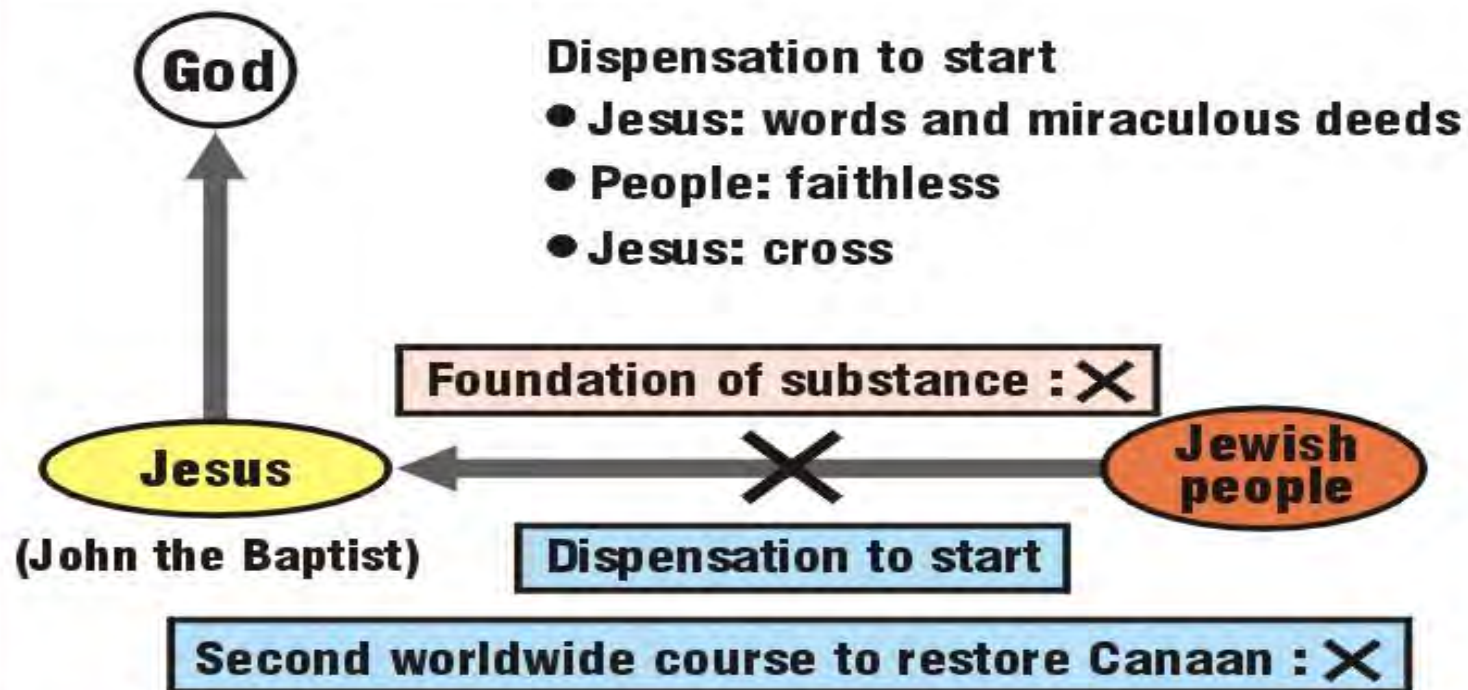 God
Dispensation to start
● Jesus: words and miraculous deeds
● People: faithless
● Jesus: cross
Foundation of substance : ✕
Jesus
Jewish
people
(John the Baptist)
Dispensation to start
Second worldwide course to restore Canaan : ✕